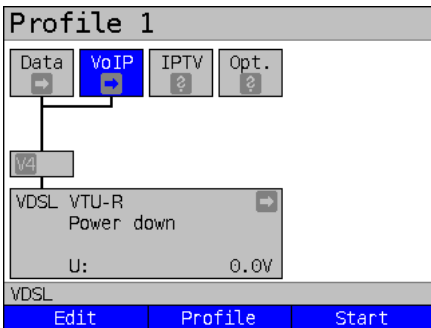 Profile 1
Data VoIP IPTV Opt.
? ?
V4
VDSL VTU-R
Power down
U: 0.0V
VDSL
Edit Profile Start